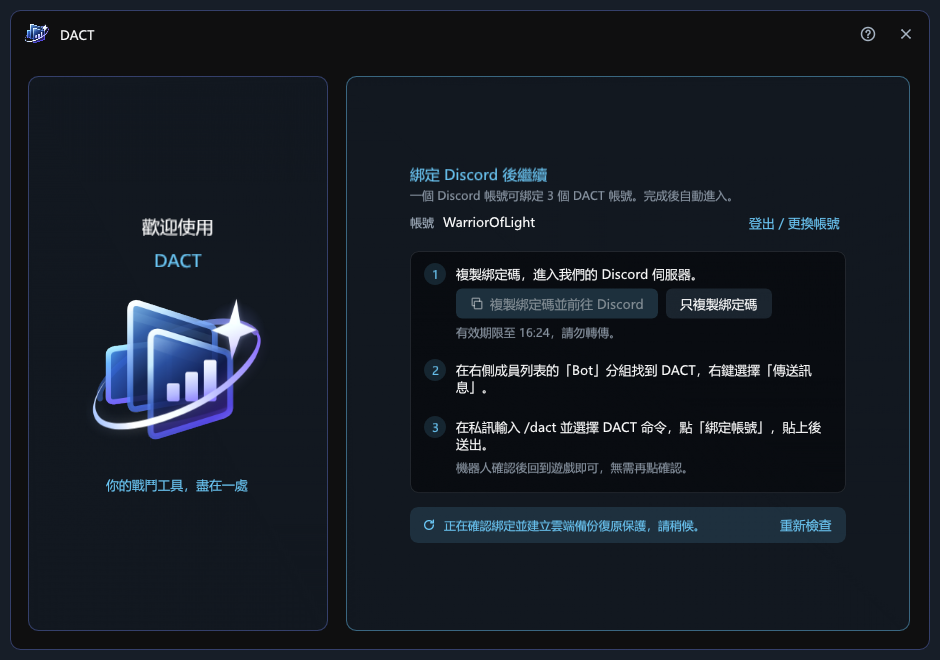 DACT
歡迎使用
DACT
你的戰鬥工具，盡在一處
綁定 Discord 後繼續
一個 Discord 帳號可綁定 3 個 DACT 帳號。完成後自動進入。
帳號 WarriorOfLight
登出 / 更換帳號
1 複製綁定碼，進入我們的 Discord 伺服器。
複製綁定碼並前往 Discord
只複製綁定碼
有效期限至 16:24，請勿轉傳。
2 在右側成員列表的「Bot」分組找到 DACT，右鍵選擇「傳送訊
息」。
3 在私訊輸入 /dact 並選擇 DACT 命令，點「綁定帳號」，貼上後
送出。
機器人確認後回到遊戲即可，無需再點確認。
正在確認綁定並建立雲端備份復原保護，請稍候。
重新檢查